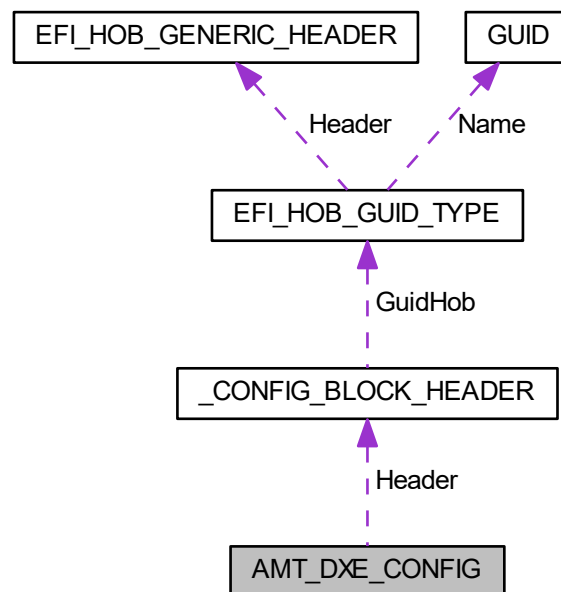 EFI_HOB_GENERIC_HEADER
GUID
Header
Name
EFI_HOB_GUID_TYPE
GuidHob
_CONFIG_BLOCK_HEADER
Header
AMT_DXE_CONFIG